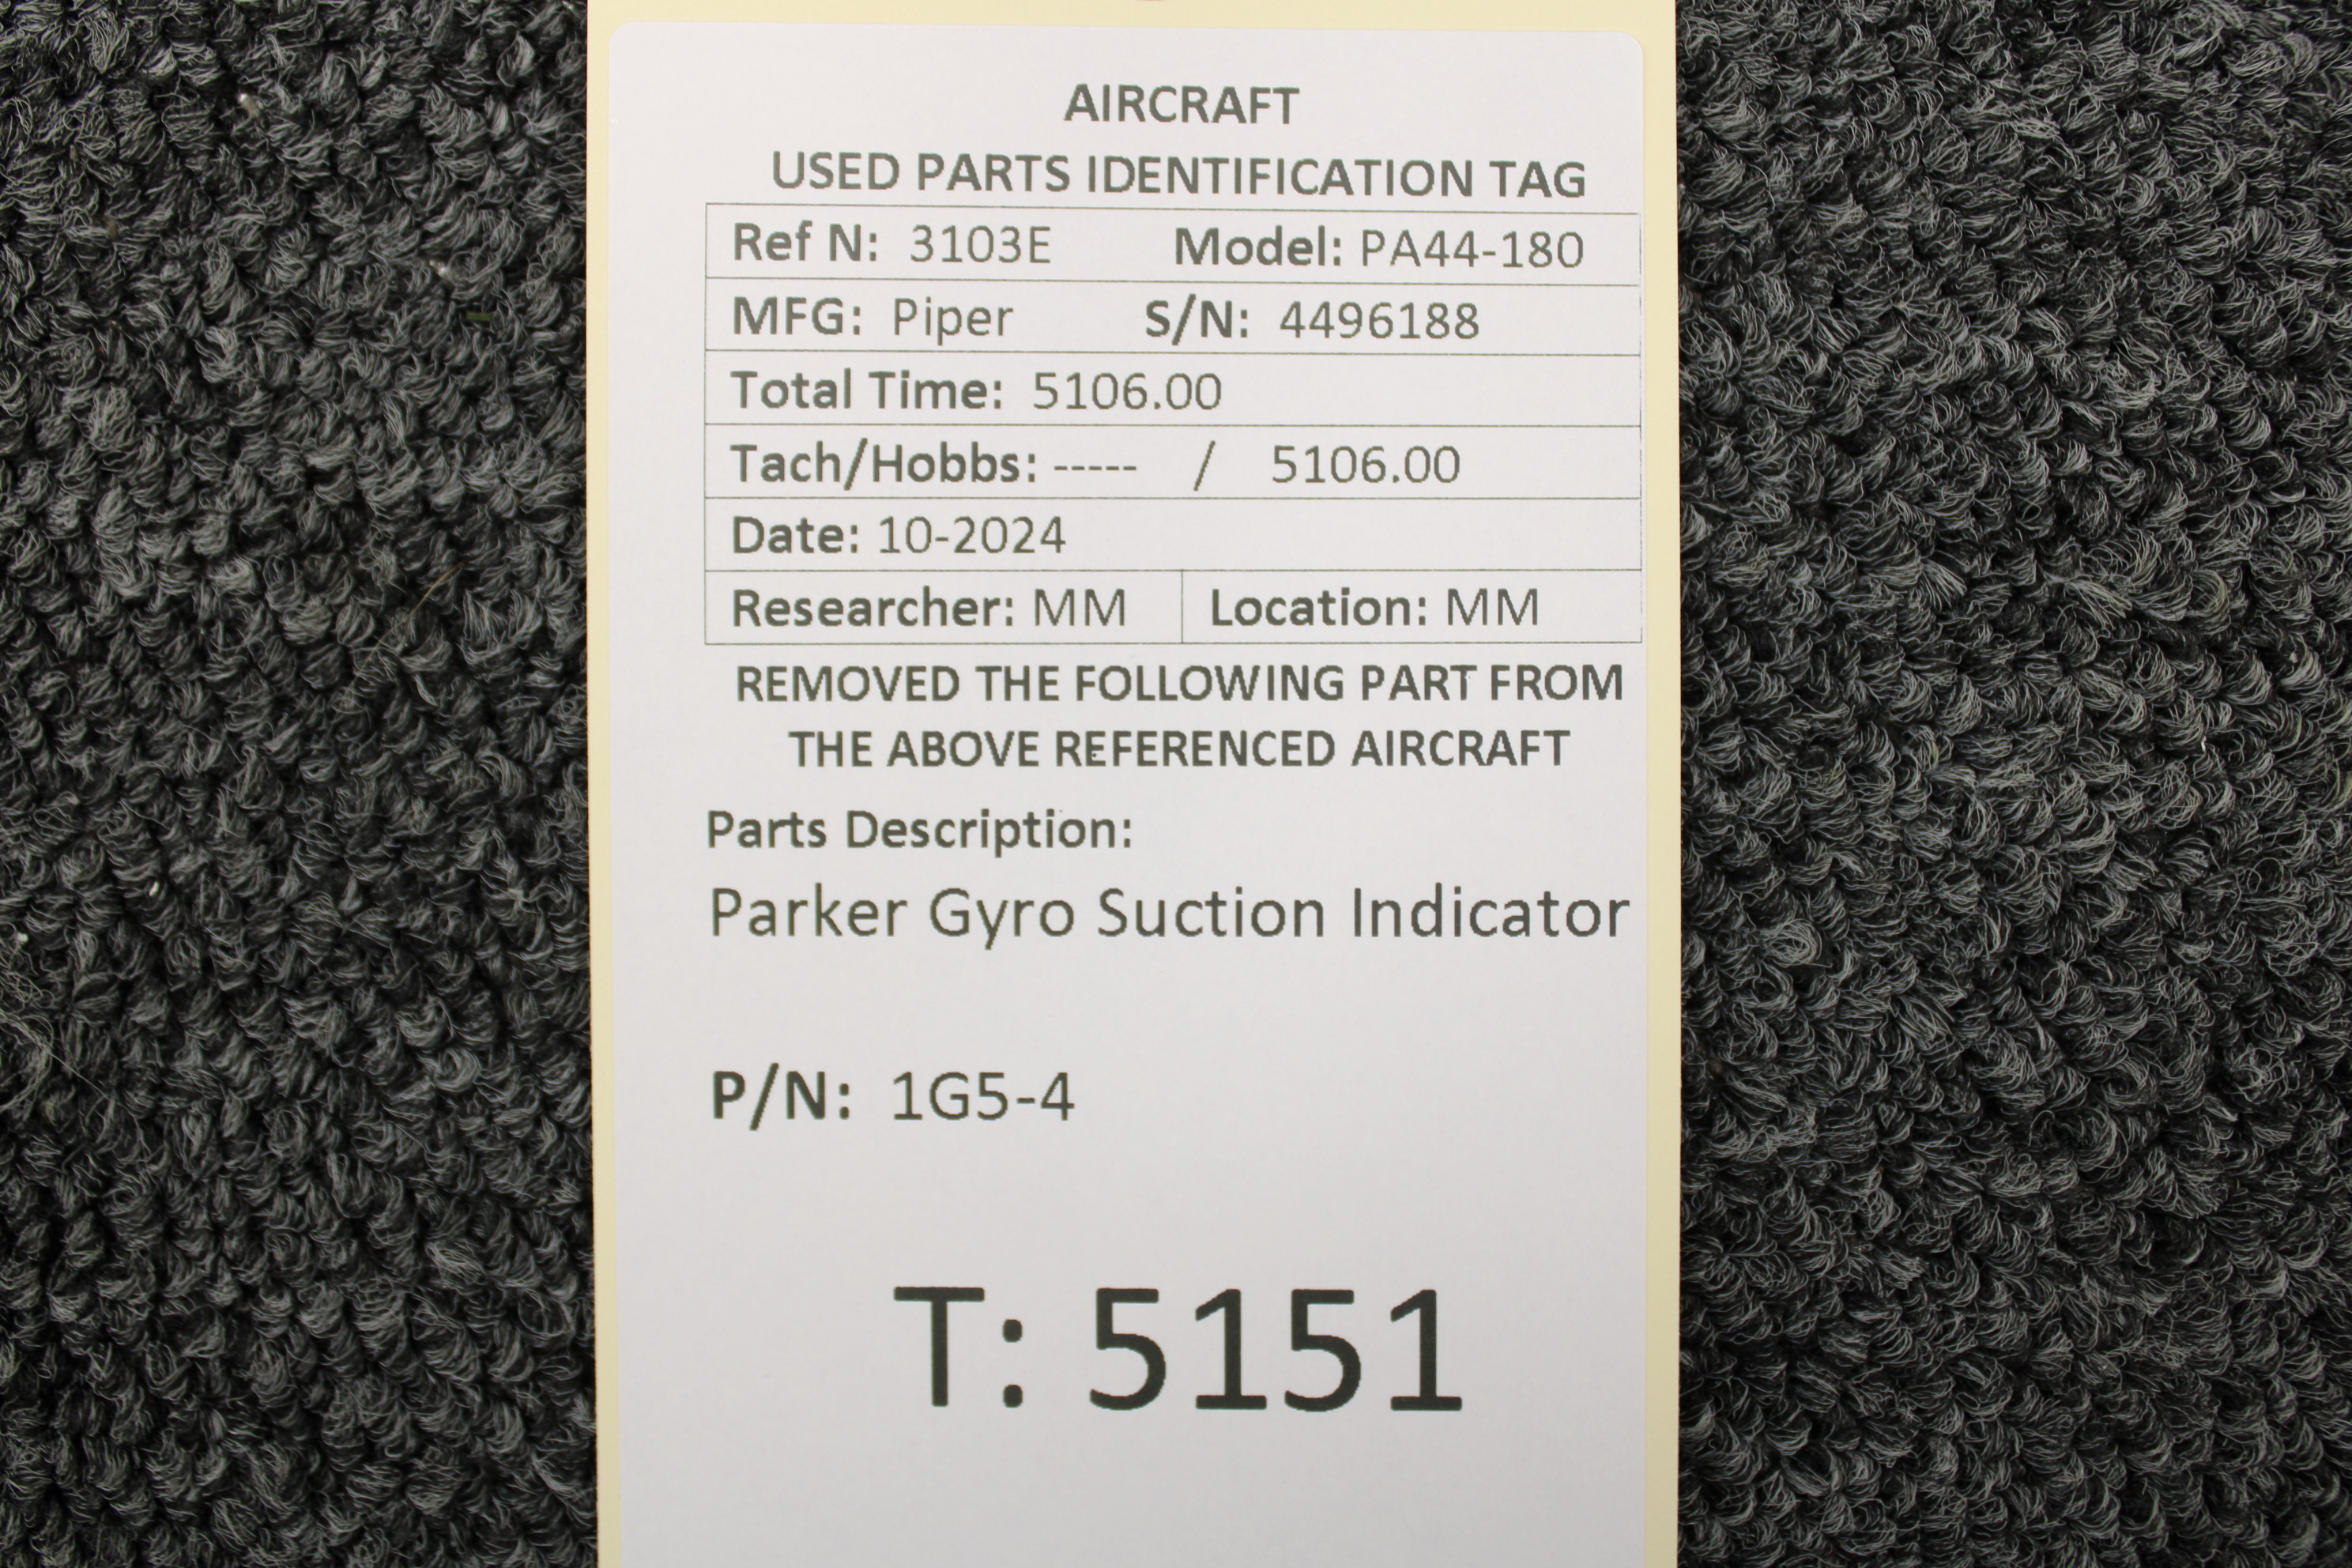 AIRCRAFT
USED PARTS IDENTIFICATION TAG
Ref N: 3103E Model: PA44-180
MFG: Piper S/N: 4496188
Total Time: 5106.00
Tach/Hobbs: ----- / 5106.00
Date: 10-2024
Researcher: MM Location: MM
REMOVED THE FOLLOWING PART FROM
THE ABOVE REFERENCED AIRCRAFT
Parts Description:
Parker Gyro Suction Indicator
P/N: 1G5-4
T: 5151